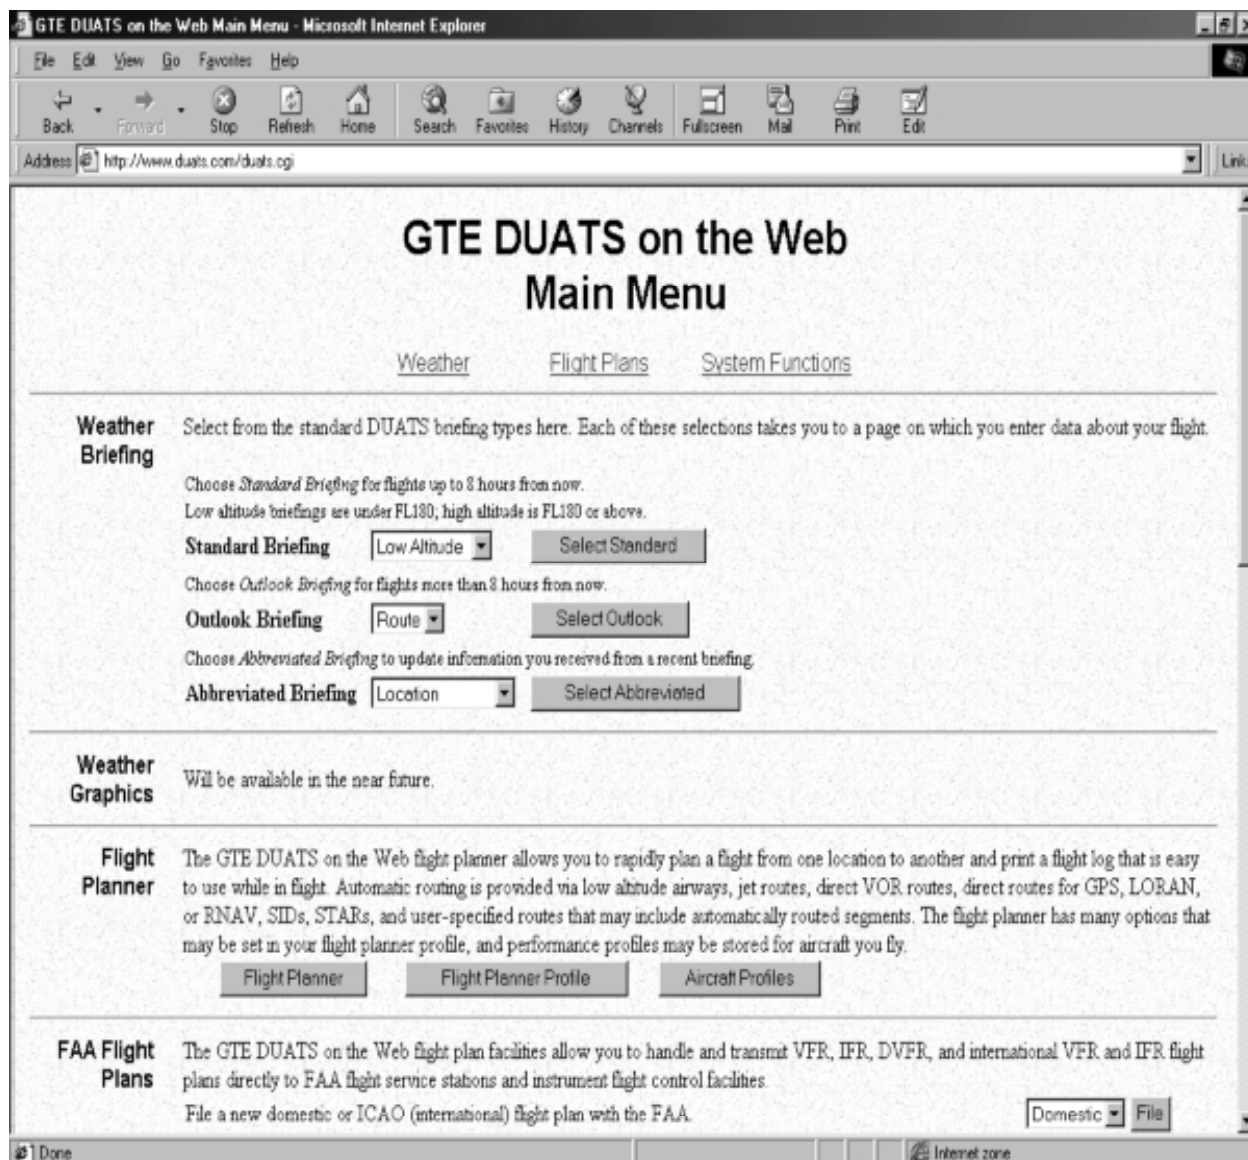 GTE DUATS on the Web Main Menu - Microsoft Internet Explorer
File Edit View Go Favorites Help
Back Forward Stop Refresh Home Search Favorites History Channels Fullscreen Mail Print Edit
Address http://www.duats.com/duats.cgi Links
GTE DUATS on the Web
Main Menu
Weather Flight Plans System Functions
Weather Briefing
Select from the standard DUATS briefing types here. Each of these selections takes you to a page on which you enter data about your flight.
Choose Standard Briefing for flights up to 8 hours from now.
Low altitude briefings are under FL180; high altitude is FL180 or above.
Standard Briefing Low Altitude Select Standard
Choose Outlook Briefing for flights more than 8 hours from now.
Outlook Briefing Route Select Outlook
Choose Abbreviated Briefing to update information you received from a recent briefing.
Abbreviated Briefing Location Select Abbreviated
Weather Graphics
Will be available in the near future.
Flight Planner
The GTE DUATS on the Web flight planner allows you to rapidly plan a flight from one location to another and print a flight log that is easy
to use while in flight. Automatic routing is provided via low altitude airways, jet routes, direct VOR routes, direct routes for GPS, LORAN,
or RNAV, SIDs, STARs, and user-specified routes that may include automatically routed segments. The flight planner has many options that
may be set in your flight planner profile, and performance profiles may be stored for aircraft you fly.
Flight Planner Flight Planner Profile Aircraft Profiles
FAA Flight Plans
The GTE DUATS on the Web flight plan facilities allow you to handle and transmit VFR, IFR, DVFR, and international VFR and IFR flight
plans directly to FAA flight service stations and instrument flight control facilities.
File a new domestic or ICAO (international) flight plan with the FAA. Domestic File
Done Internet zone